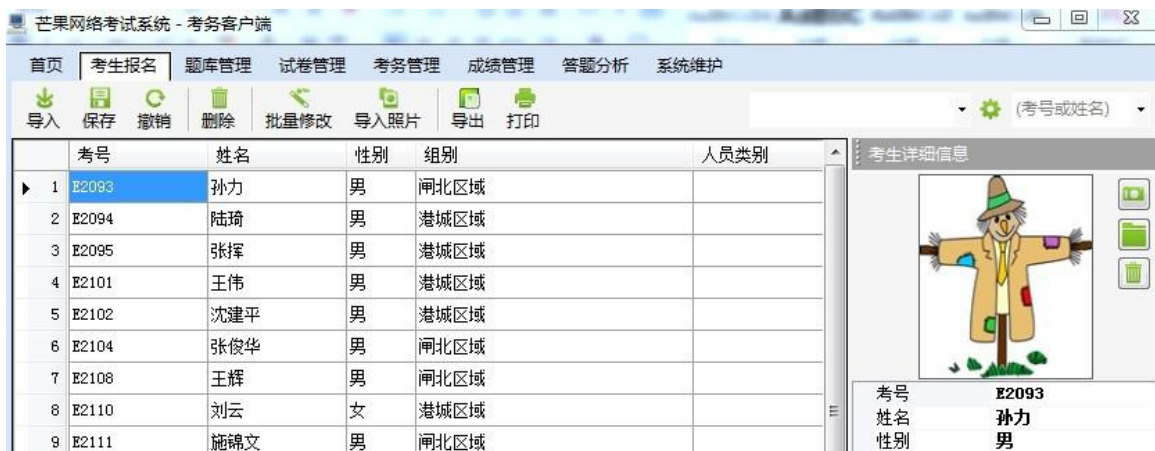 芒果网络考试系统 - 考务客户端
首页 考生报名 题库管理 试卷管理 考务管理 成绩管理 答题分析 系统维护
导入 保存 撤销 删除 批量修改 导入照片 导出 打印 (考号或姓名)
考号 姓名 性别 组别 人员类别 考生详细信息
1 E2093 孙力 男 闸北区域
2 E2094 陆琦 男 港城区域
3 E2095 张挥 男 港城区域
4 E2101 王伟 男 港城区域
5 E2102 沈建平 男 港城区域
6 E2104 张俊华 男 闸北区域
7 E2108 王辉 男 闸北区域
8 E2110 刘云 女 港城区域
9 E2111 施锦文 男 闸北区域
考号 E2093
姓名 孙力
性别 男